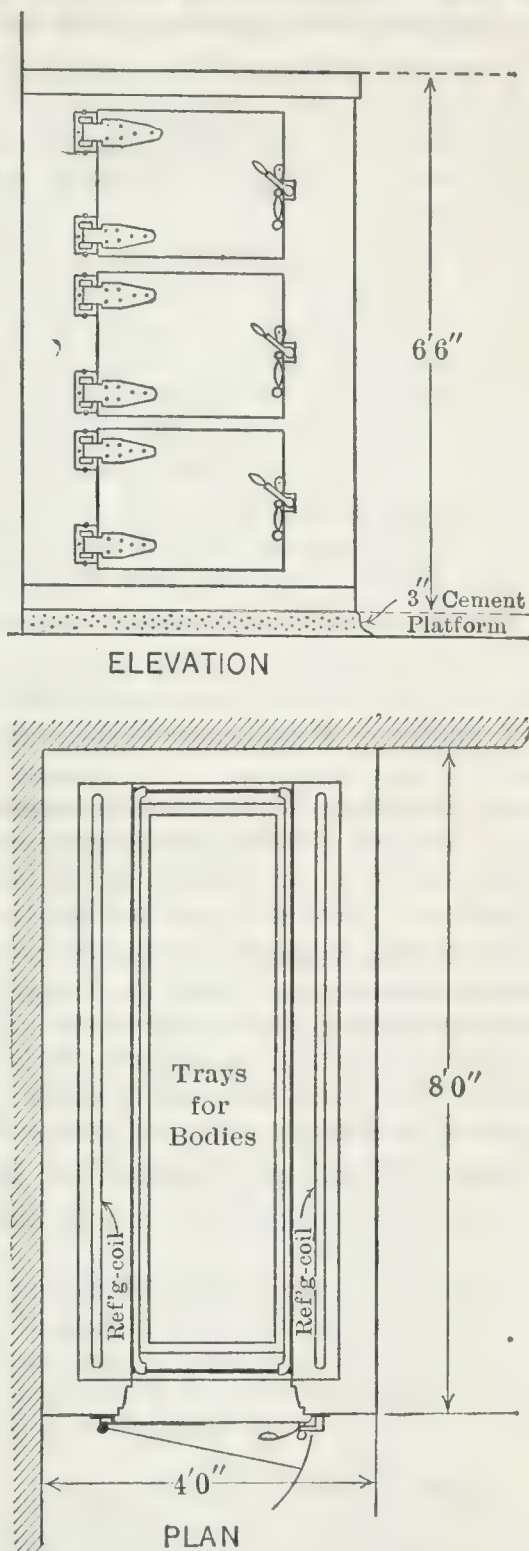 6'6"
3" Cement
Platform
ELEVATION
Trays
for
Bodies
8'0"
Ref'g-coil
Ref'g-coil
4'0"
PLAN